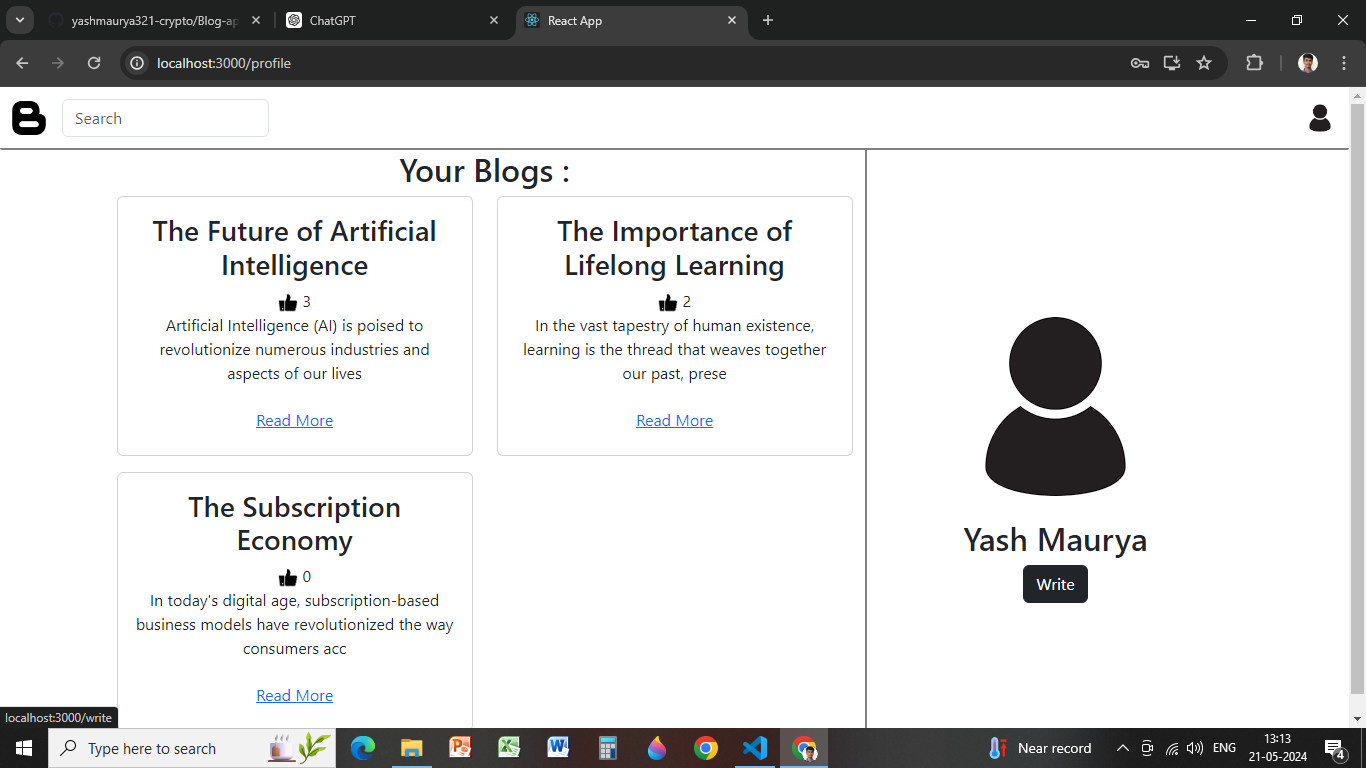 yashmaurya321-crypto/Blog-ap
ChatGPT
React App
localhost:3000/profile
Search
Your Blogs :
The Future of Artificial
Intelligence
3
Artificial Intelligence (AI) is poised to
revolutionize numerous industries and
aspects of our lives
Read More
The Importance of
Lifelong Learning
2
In the vast tapestry of human existence,
learning is the thread that weaves together
our past, prese
Read More
The Subscription
Economy
0
In today's digital age, subscription-based
business models have revolutionized the way
consumers acc
Read More
Yash Maurya
Write
localhost:3000/write
Type here to search
Near record
ENG
13:13
21-05-2024
4